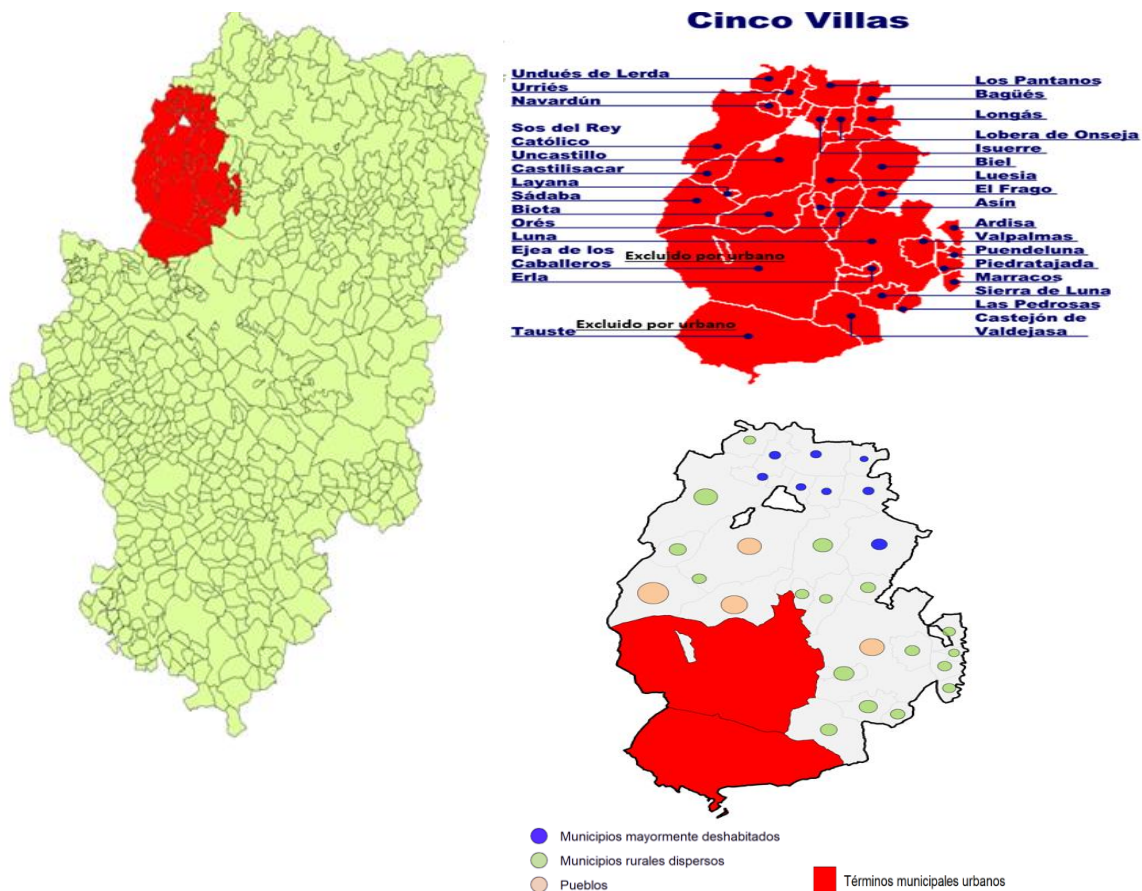 Cinco Villas
Undués de Lerda
Urriés
Navardún
Sos del Rey
Católico
Uncastillo
Castilisacar
Layana
Sádaba
Biota
Orés
Luna
Ejea de los
Caballeros
Erla
Tauste
Excluido por urbano
Excluido por urbano
Los Pantanos
Bagüés
Longás
Lobera de Onseja
Isuerre
Biel
Luesia
El Frago
Asín
Ardisa
Valpalmas
Puendeluna
Piedratajada
Marracos
Sierra de Luna
Las Pedrosas
Castejón de
Valdejasa
Municipios mayormente deshabitados
Municipios rurales dispersos
Pueblos
Términos municipales urbanos